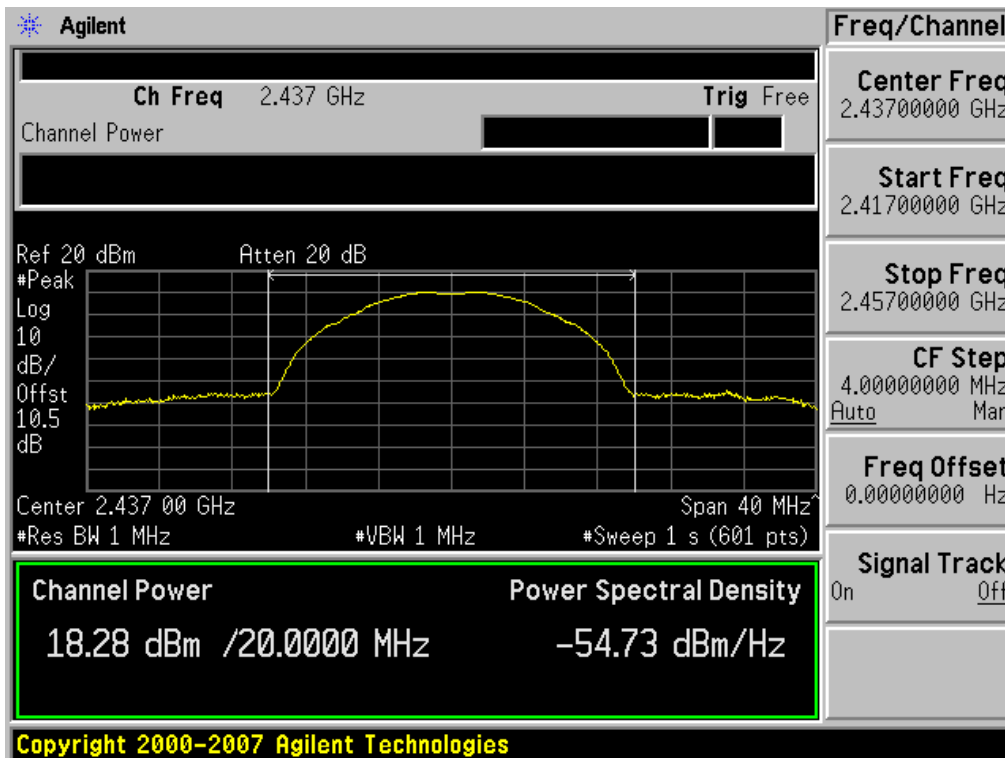 Agilent
Freq/Channel
Ch Freq 2.437 GHz Trig Free
Channel Power
Center Freq
2.43700000 GHz
Start Freq
2.41700000 GHz
Stop Freq
2.45700000 GHz
CF Step
4.00000000 MHz
Auto Man
Freq Offset
0.00000000 Hz
Signal Track
On Off
Ref 20 dBm Atten 20 dB
#Peak
Log
10
dB/
Offst
10.5
dB
Center 2.437 00 GHz Span 40 MHz^
#Res BW 1 MHz #VBW 1 MHz #Sweep 1 s (601 pts)
Channel Power Power Spectral Density
18.28 dBm /20.0000 MHz -54.73 dBm/Hz
Copyright 2000-2007 Agilent Technologies